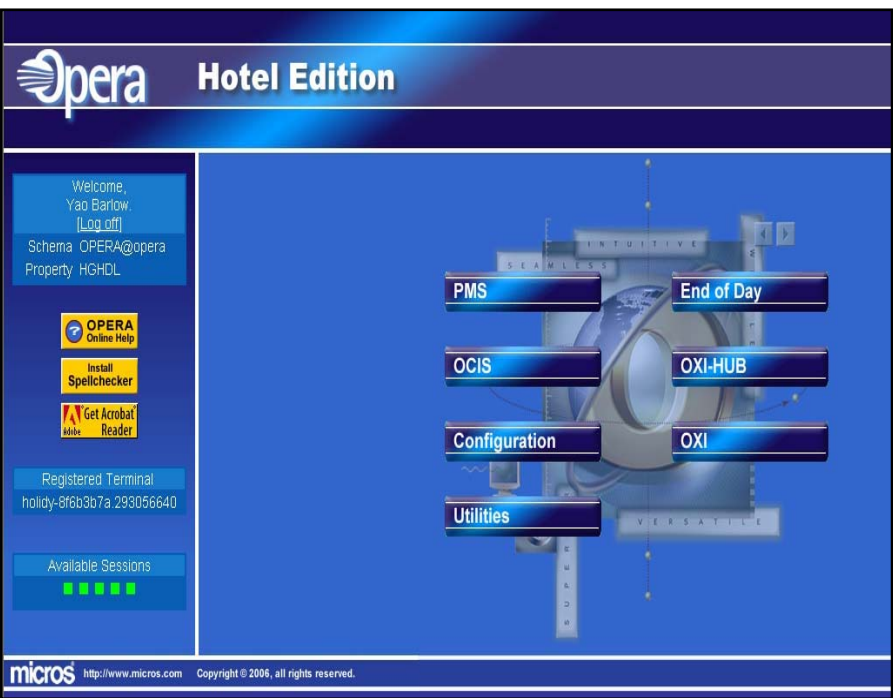 Opera Hotel Edition
Welcome,
Yao Barlow.
[Log off]
Schema OPERA@opera
Property HGHDL
OPERA
Online Help
Install
Spellchecker
Get Acrobat
Adobe Reader
Registered Terminal
holidy-8f6b3b7a.293056640
Available Sessions
INTUITIVE
SEAMLESS
PMS
End of Day
OCIS
OXI-HUB
Configuration
OXI
Utilities
VERSATILE
micros http://www.micros.com Copyright © 2006, all rights reserved.